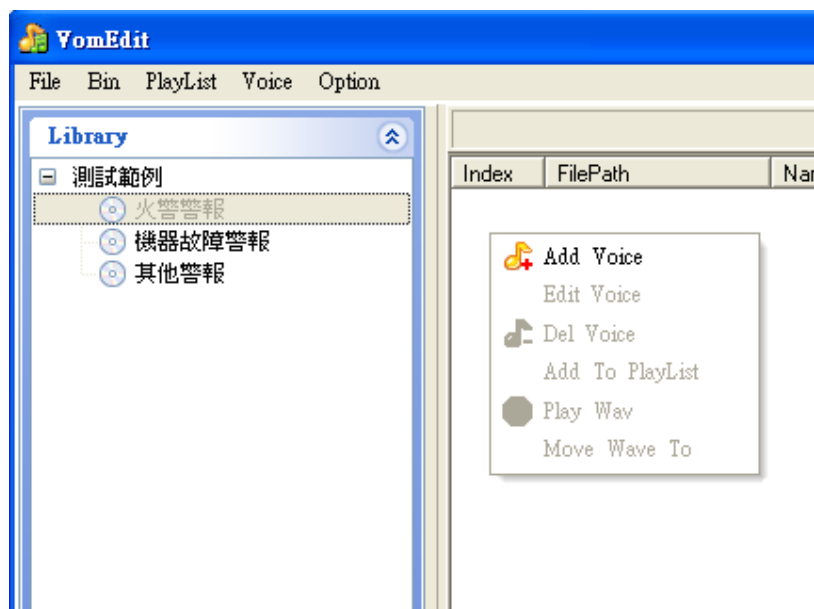 VomEdit
File Bin PlayList Voice Option
Library
測試範例
火警警報
機器故障警報
其他警報
Index FilePath Nar
Add Voice
Edit Voice
Del Voice
Add To PlayList
Play Wav
Move Wave To